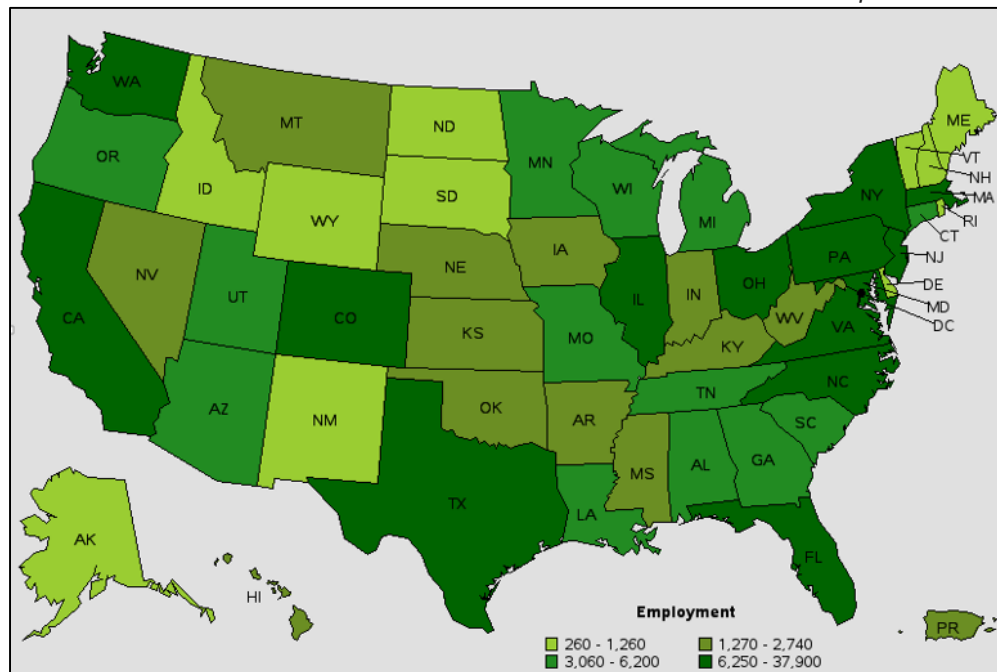 WA
MT
ND
OR
ID
WY
SD
MN
WI
MI
ME
VT
NH
MA
RI
CT
NY
PA
NJ
DE
MD
DC
NV
UT
CO
NE
IA
IL
IN
OH
WV
VA
CA
KS
MO
KY
NC
AZ
NM
OK
AR
TN
SC
TX
LA
MS
AL
GA
FL
AK
HI
PR
Employment
260 - 1,260
1,270 - 2,740
3,060 - 6,200
6,250 - 37,900